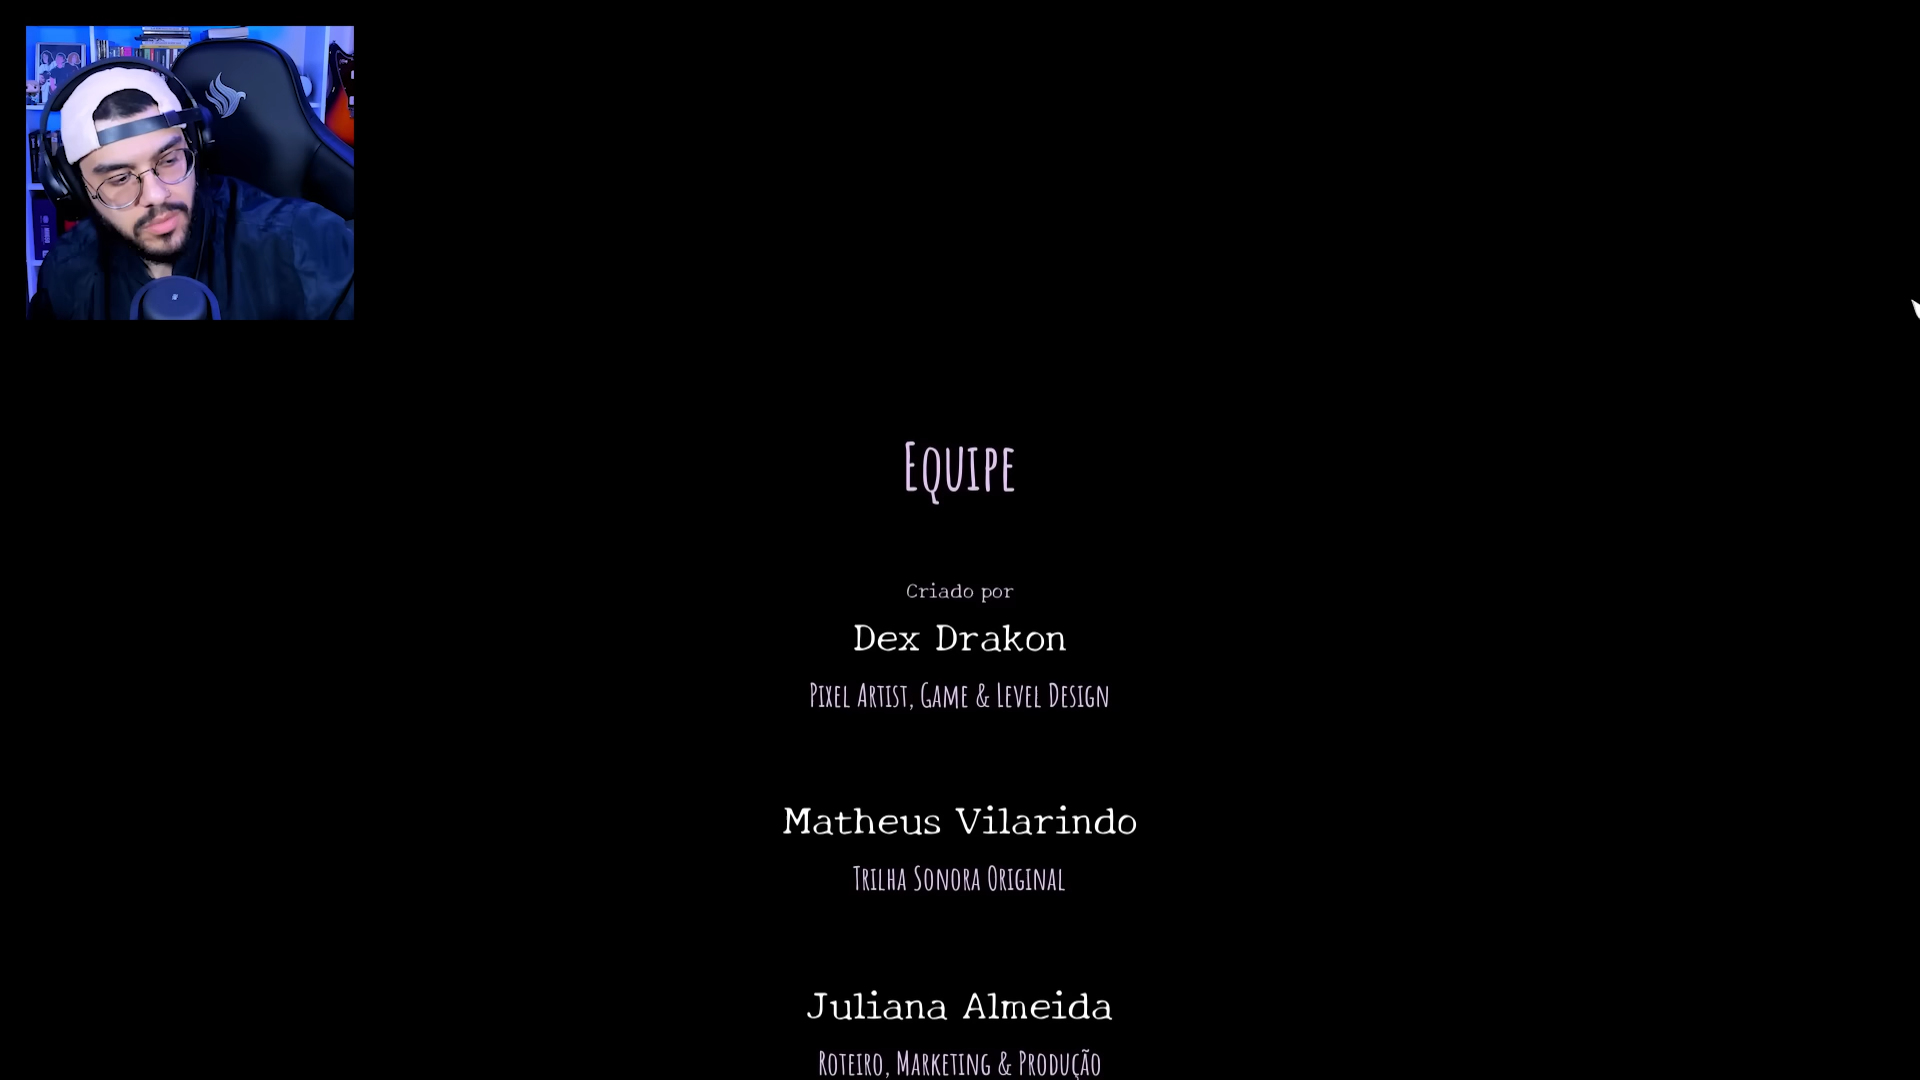 Equipe
Criado por
Dex Drakon
Pixel Artist, Game & Level Design
Matheus Vilarindo
Trilha Sonora Original
Juliana Almeida
Roteiro, Marketing & Produção